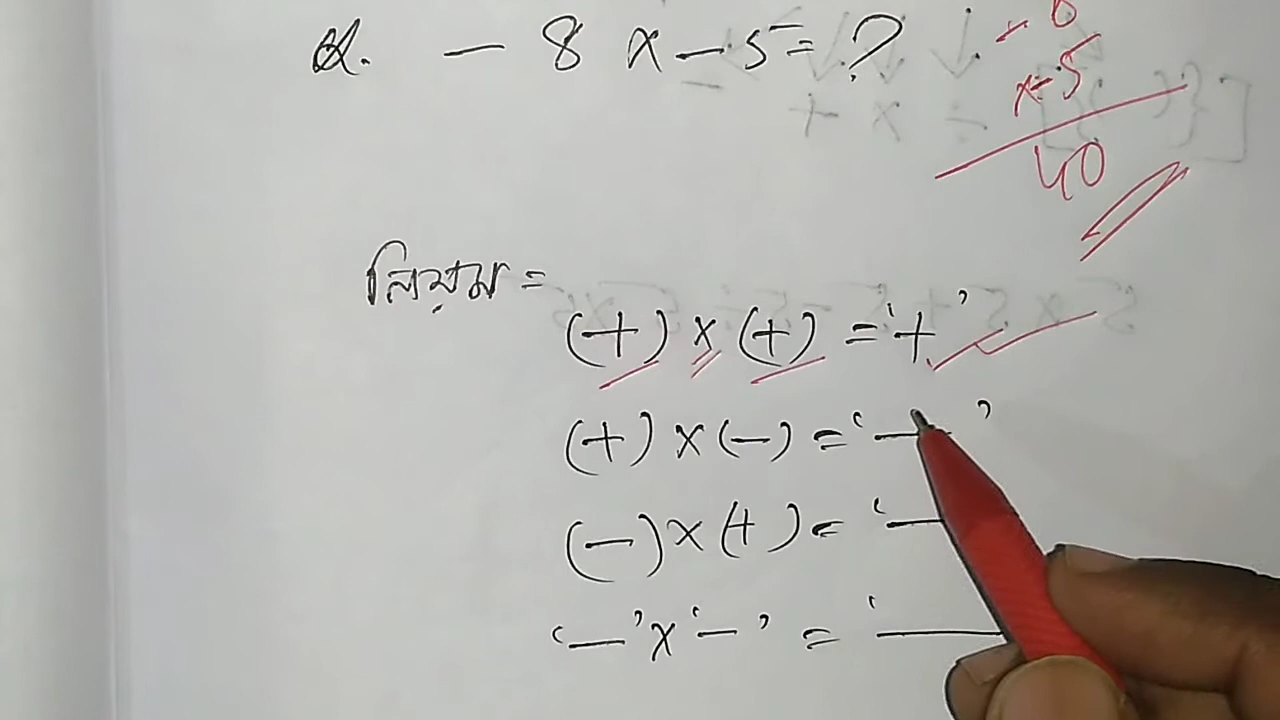 Q. - 8 x - 5 = ?
- 8
x - 5
40
নিয়ম =
(+) x (+) = '+'
(+) x (-) = '-'
(-) x (+) = '-
'-' x '-' = '-